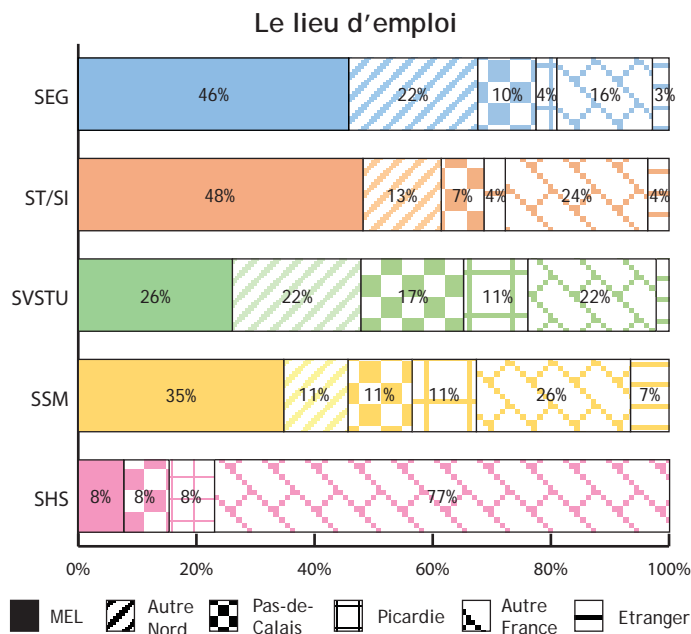 Le lieu d'emploi
SEG
46% 22% 10% 4% 16% 3%
ST/SI
48% 13% 7% 4% 24% 4%
SVSTU
26% 22% 17% 11% 22%
SSM
35% 11% 11% 11% 26% 7%
SHS
8% 8% 8% 77%
0% 20% 40% 60% 80% 100%
MEL
Autre
Nord
Pas-de-
Calais
Picardie
Autre
France
Etranger